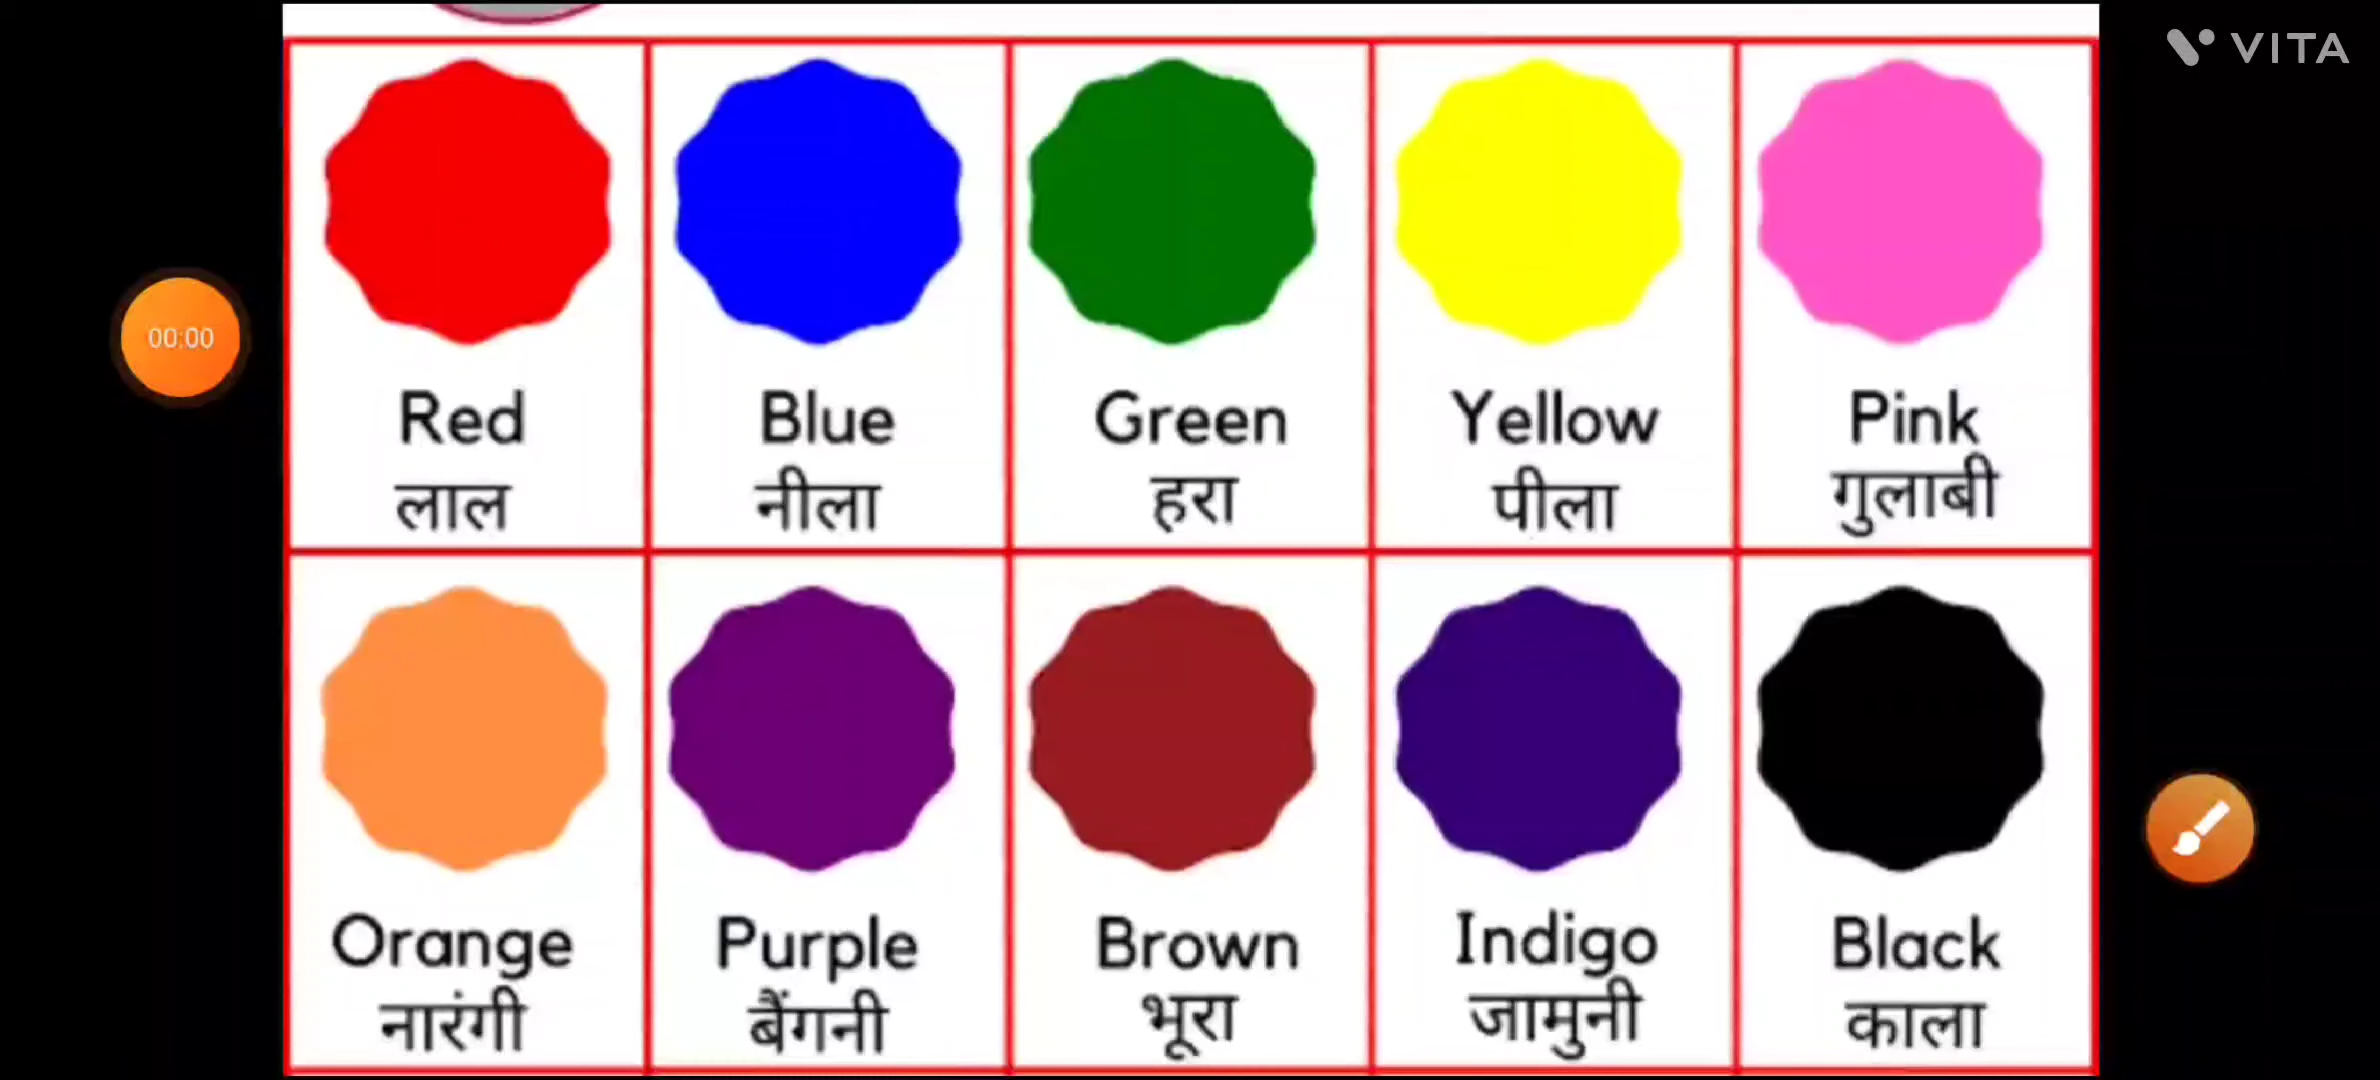 VITA
00:00
Red
लाल
Blue
नीला
Green
हरा
Yellow
पीला
Pink
गुलाबी
Orange
नारंगी
Purple
बैंगनी
Brown
भूरा
Indigo
जामुनी
Black
काला